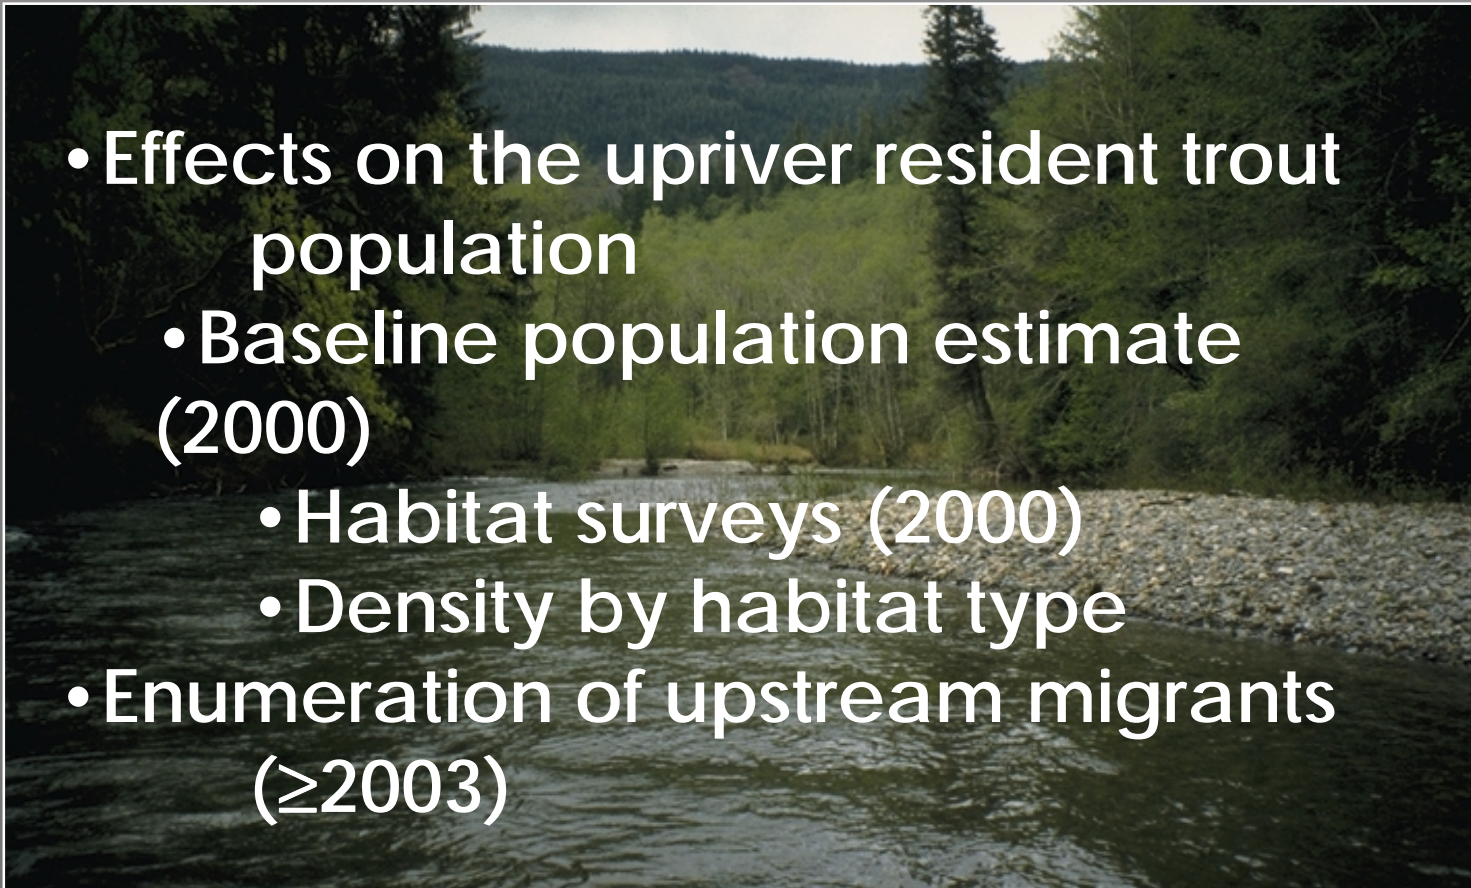 •Effects on the upriver resident trout
population
•Baseline population estimate
(2000)
•Habitat surveys (2000)
•Density by habitat type
•Enumeration of upstream migrants
(≥2003)